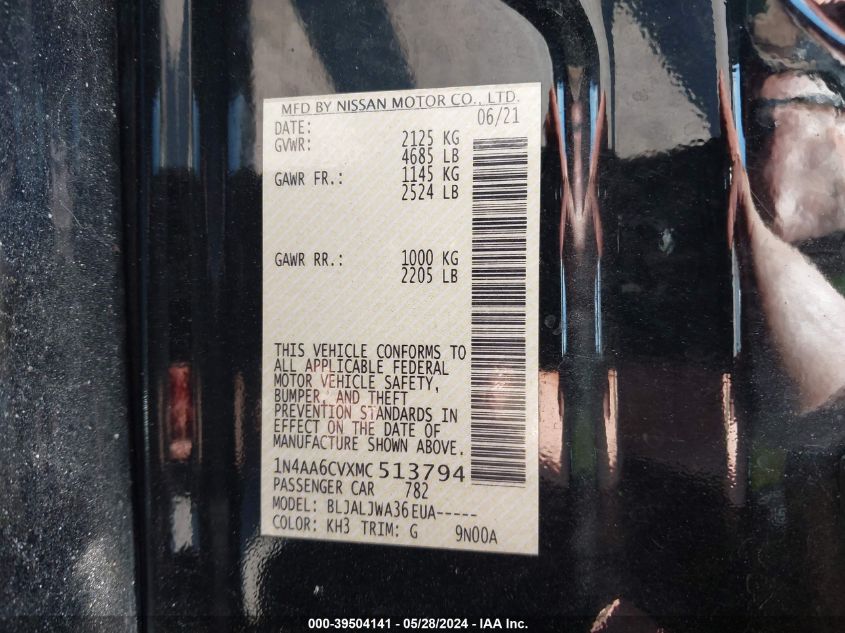 MFD BY NISSAN MOTOR CO., LTD.
DATE: 06/21
GVWR: 2125 KG
4685 LB
GAWR FR.: 1145 KG
2524 LB
GAWR RR.: 1000 KG
2205 LB
THIS VEHICLE CONFORMS TO
ALL APPLICABLE FEDERAL
MOTOR VEHICLE SAFETY,
BUMPER, AND THEFT
PREVENTION STANDARDS IN
EFFECT ON THE DATE OF
MANUFACTURE SHOWN ABOVE.
1N4AA6CVXMC513794
PASSENGER CAR 782
MODEL: BLJALJWA36EUA-----
COLOR: KH3 TRIM: G 9N00A
000-39504141 - 05/28/2024 - IAA Inc.